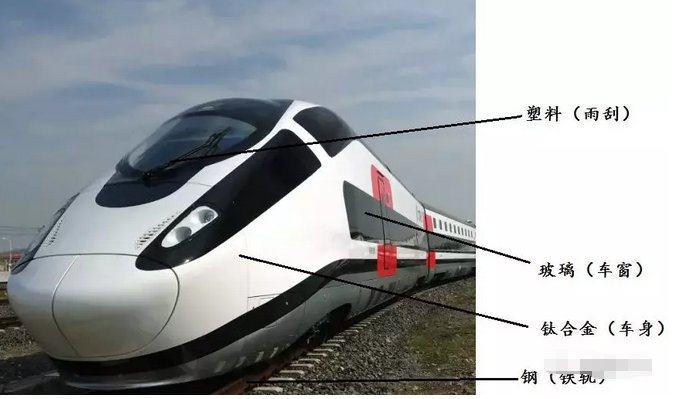 塑料（雨刮）
玻璃（车窗）
钛合金（车身）
钢（铁轨）